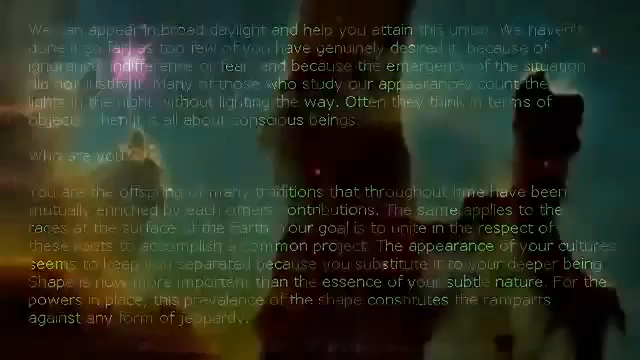 We can appear in broad daylight and help you attain this union. We haven't
done it so far, as too few of you have genuinely desired it, because of
ignorance, indifference or fear, and because the emergence of the situation
did not justify it. Many of those who study our appearances count the
lights in the night without lighting the way. Often they think in terms of
objects when it is all about conscious beings.
Who are you?
You are the offspring of many traditions that throughout time have been
mutually enriched by each others' contributions. The same applies to the
races at the surface of the Earth. Your goal is to unite in the respect of
these roots to accomplish a common project. The appearance of your cultures
seems to keep you separated because you substitute it to your deeper being.
Shape is now more important than the essence of your subtle nature. For the
powers in place, this prevalence of the shape constitutes the ramparts
against any form of jeopardy.